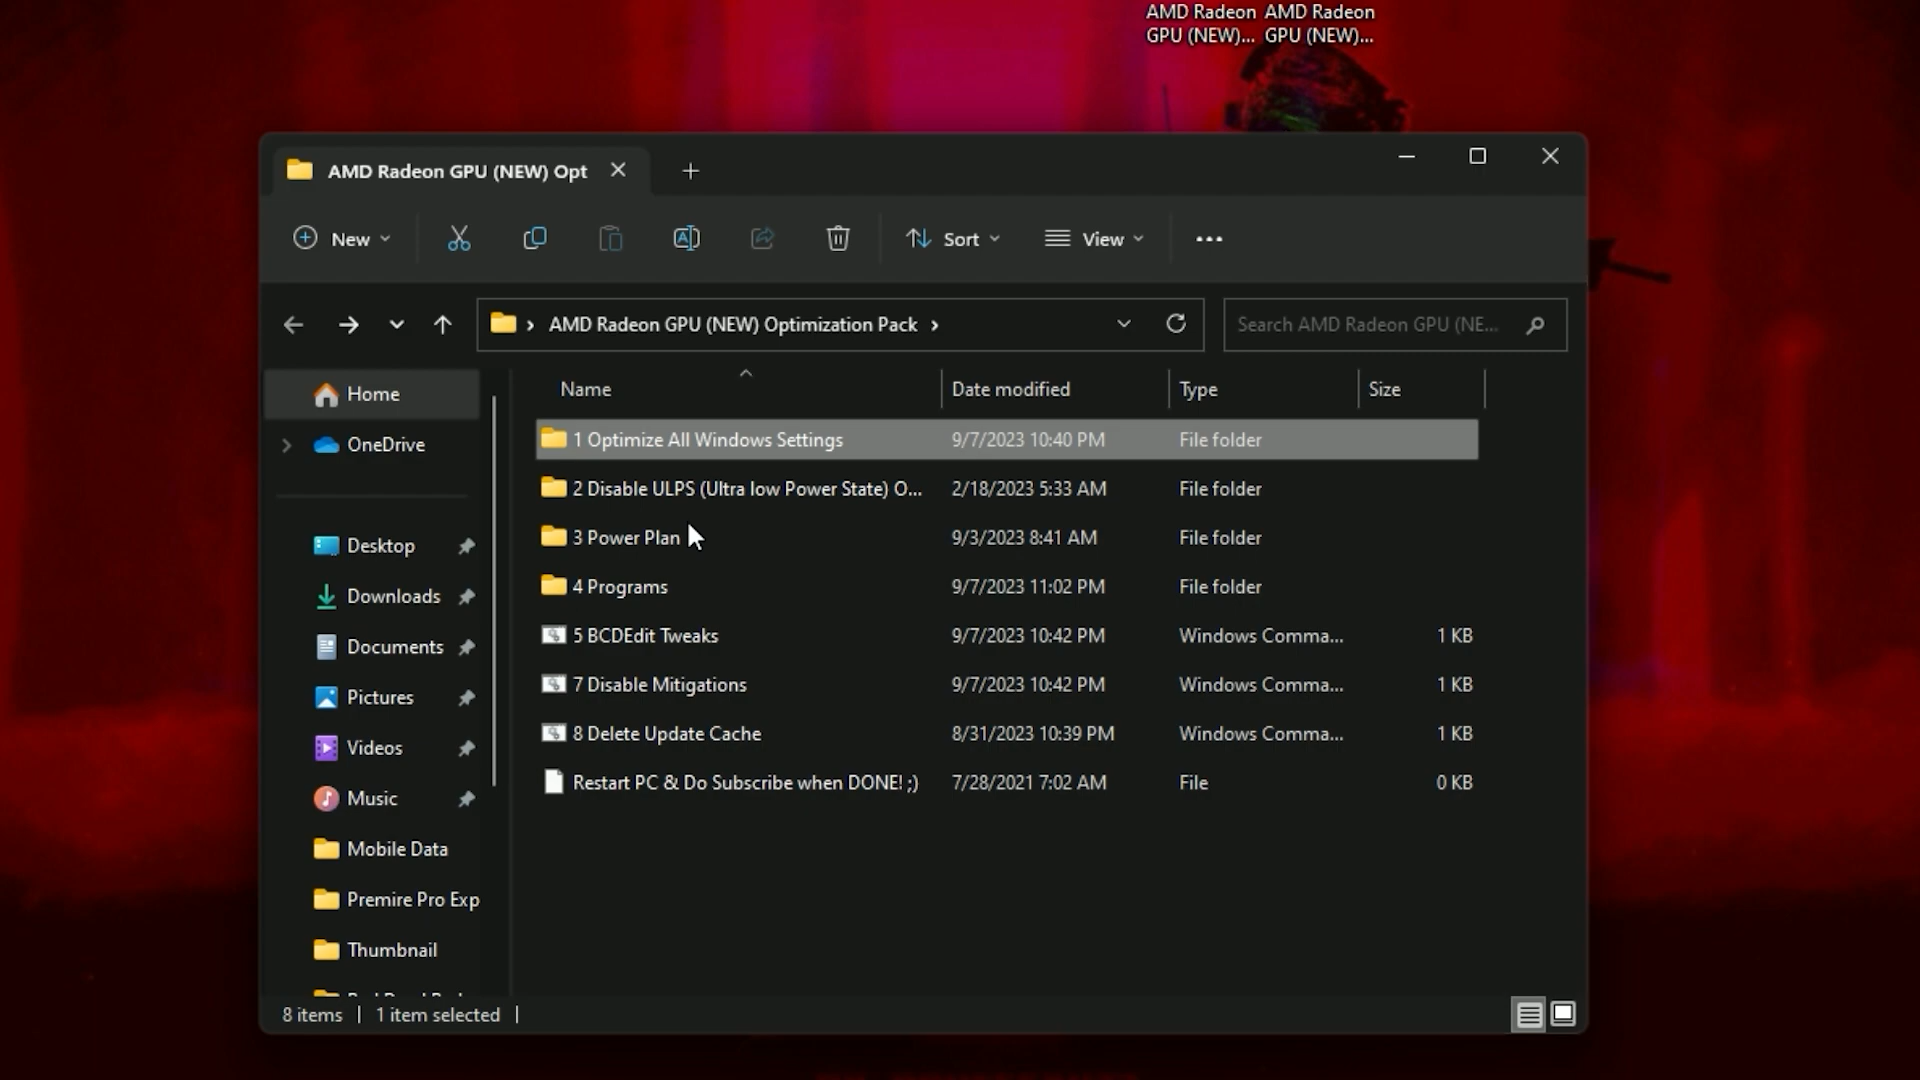 AMD Radeon AMD Radeon
GPU (NEW)... GPU (NEW)...
AMD Radeon GPU (NEW) Opt
New
Sort
View
AMD Radeon GPU (NEW) Optimization Pack
Search AMD Radeon GPU (NE...
Home
OneDrive
Desktop
Downloads
Documents
Pictures
Videos
Music
Mobile Data
Premire Pro Exp
Thumbnail
Name Date modified Type Size
1 Optimize All Windows Settings 9/7/2023 10:40 PM File folder
2 Disable ULPS (Ultra low Power State) O... 2/18/2023 5:33 AM File folder
3 Power Plan 9/3/2023 8:41 AM File folder
4 Programs 9/7/2023 11:02 PM File folder
5 BCDEdit Tweaks 9/7/2023 10:42 PM Windows Comma... 1 KB
7 Disable Mitigations 9/7/2023 10:42 PM Windows Comma... 1 KB
8 Delete Update Cache 8/31/2023 10:39 PM Windows Comma... 1 KB
Restart PC & Do Subscribe when DONE! ;) 7/28/2021 7:02 AM File 0 KB
8 items 1 item selected